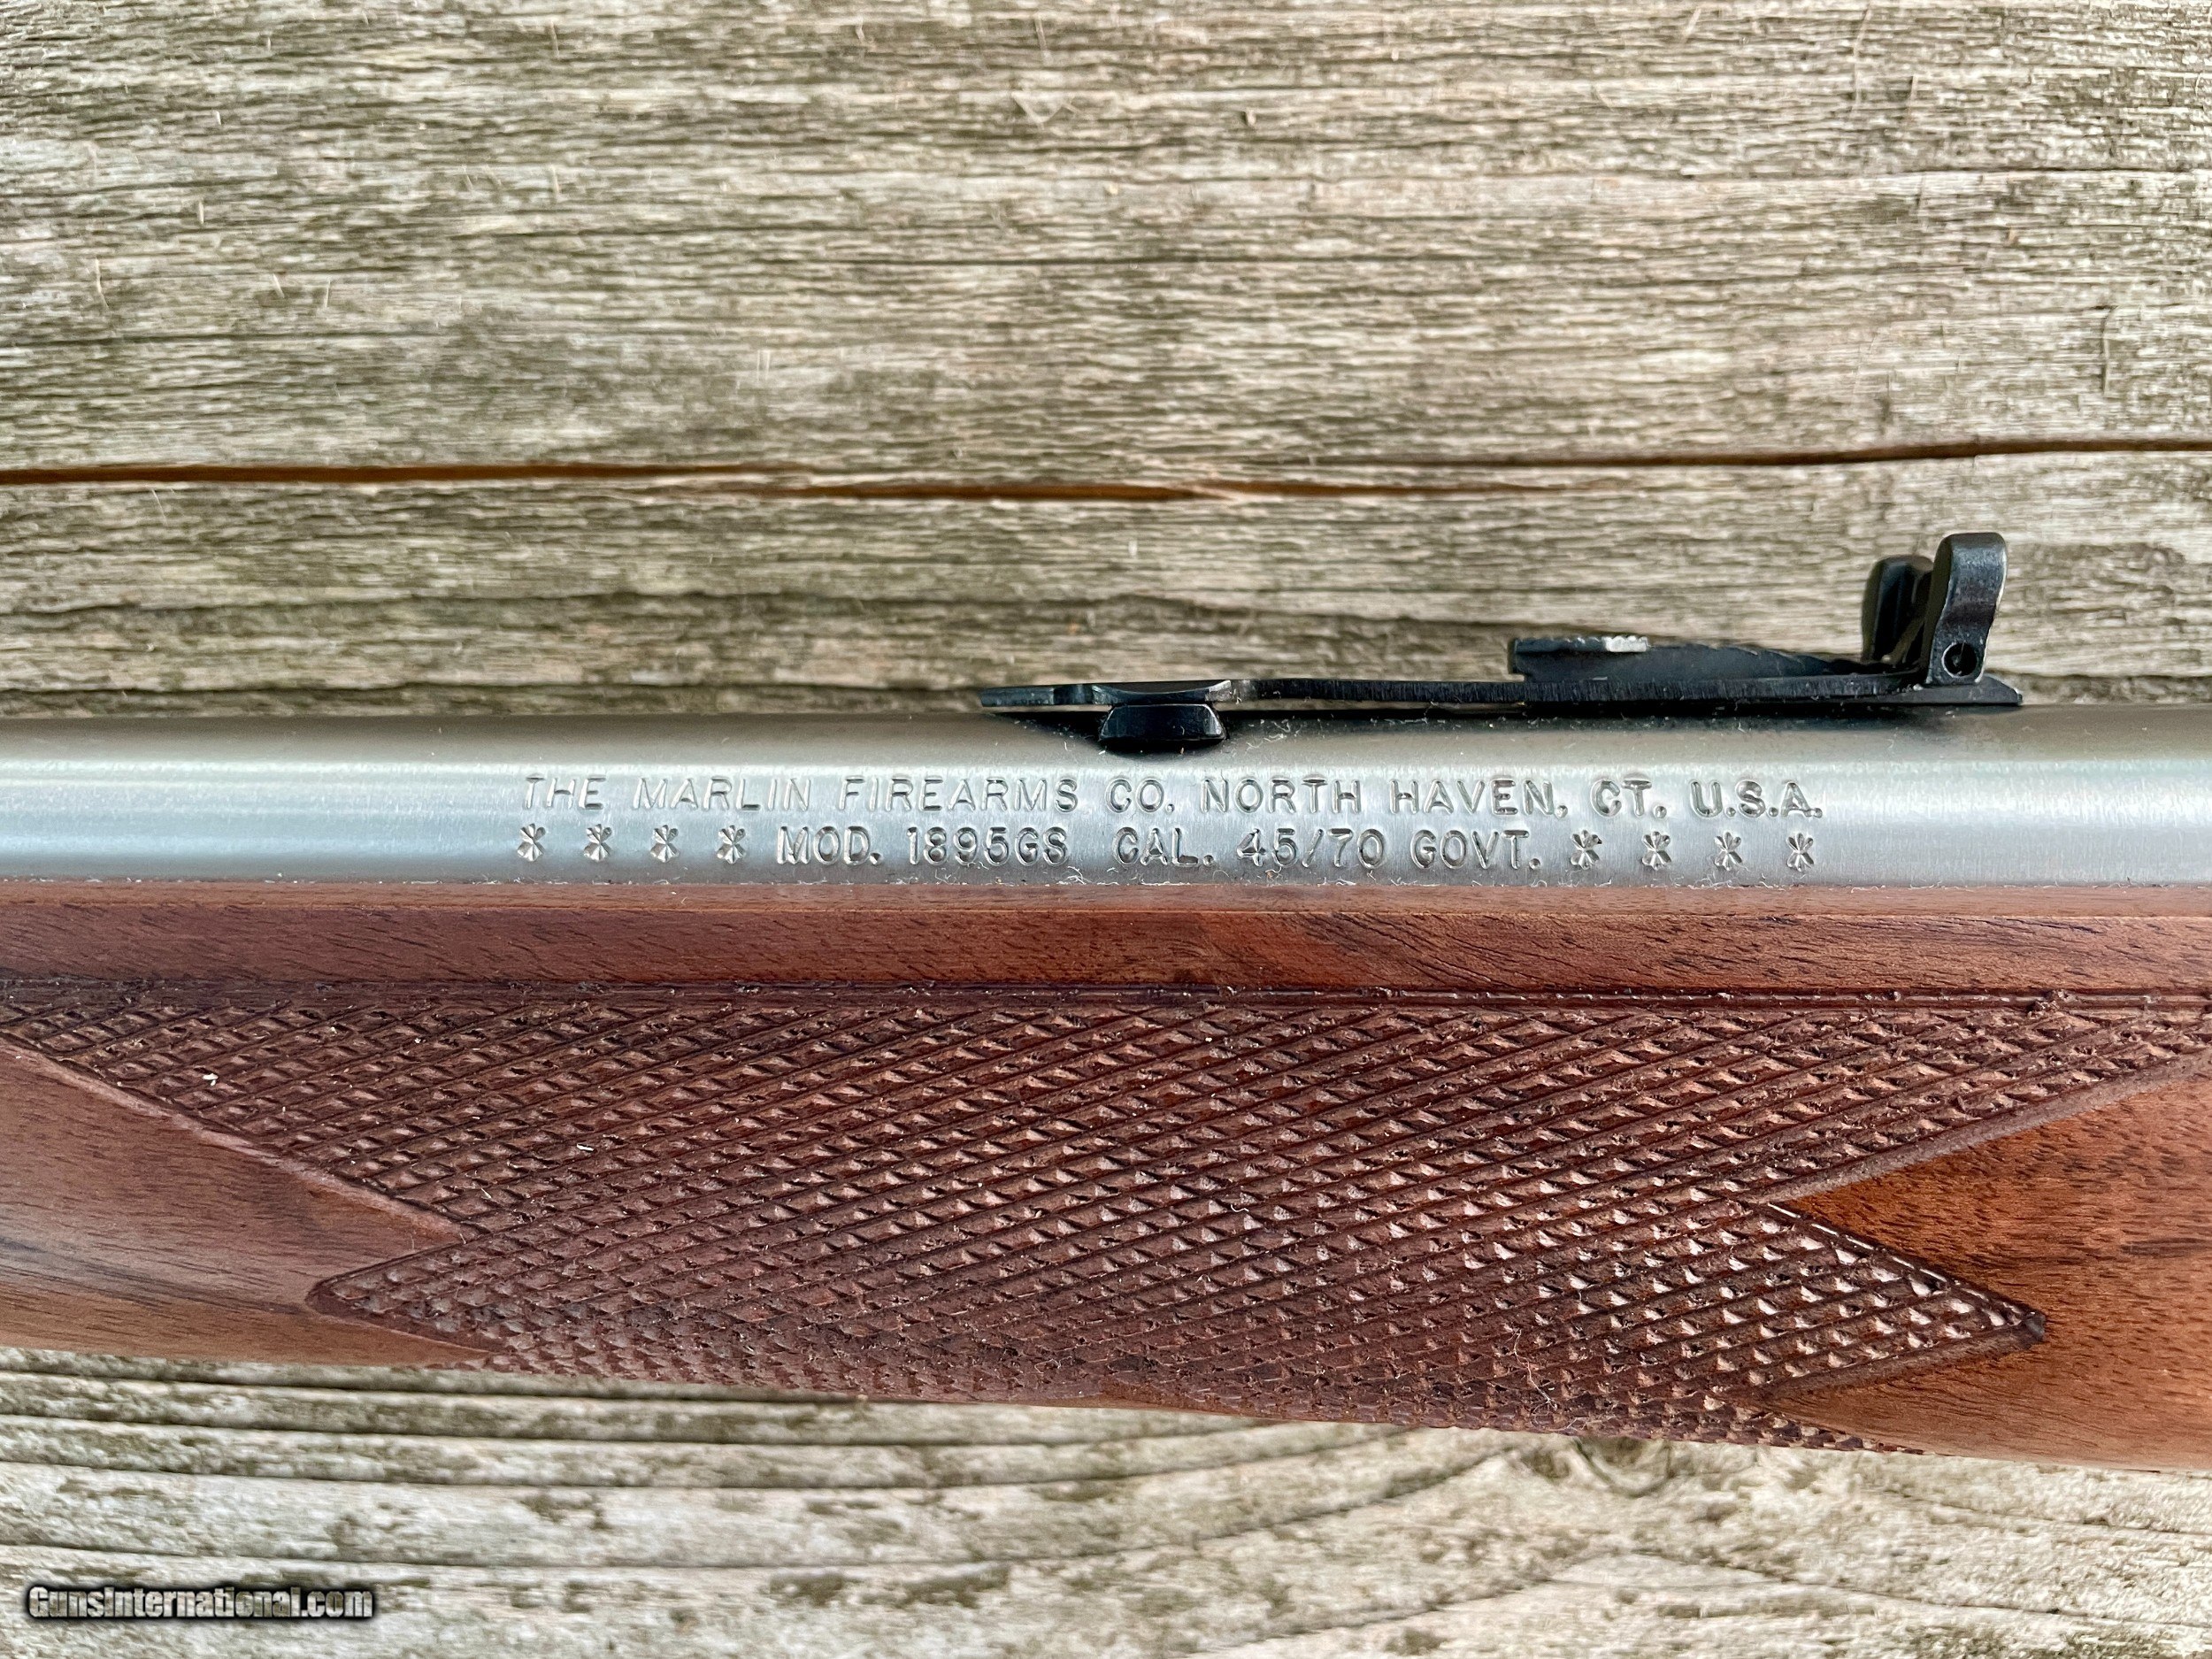 THE MARLIN FIREARMS CO. NORTH HAVEN, CT. U.S.A.
* * * * MOD. 1895GS CAL. 45/70 GOVT. * * * *
GunsInternational.com